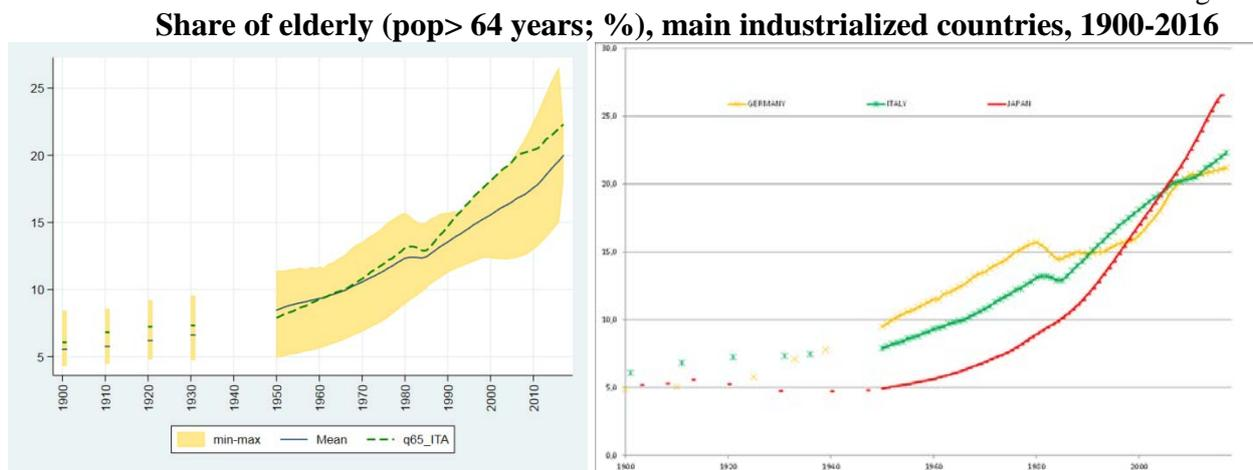 Share of elderly (pop> 64 years; %), main industrialized countries, 1900-2016
25
20
15
10
5
1900 1910 1920 1930 1940 1950 1960 1970 1980 1990 2000 2010
min-max Mean q65_ITA
30,0
GERMANY ITALY JAPAN
25,0
20,0
15,0
10,0
5,0
0,0
1900 1920 1940 1960 1980 2000